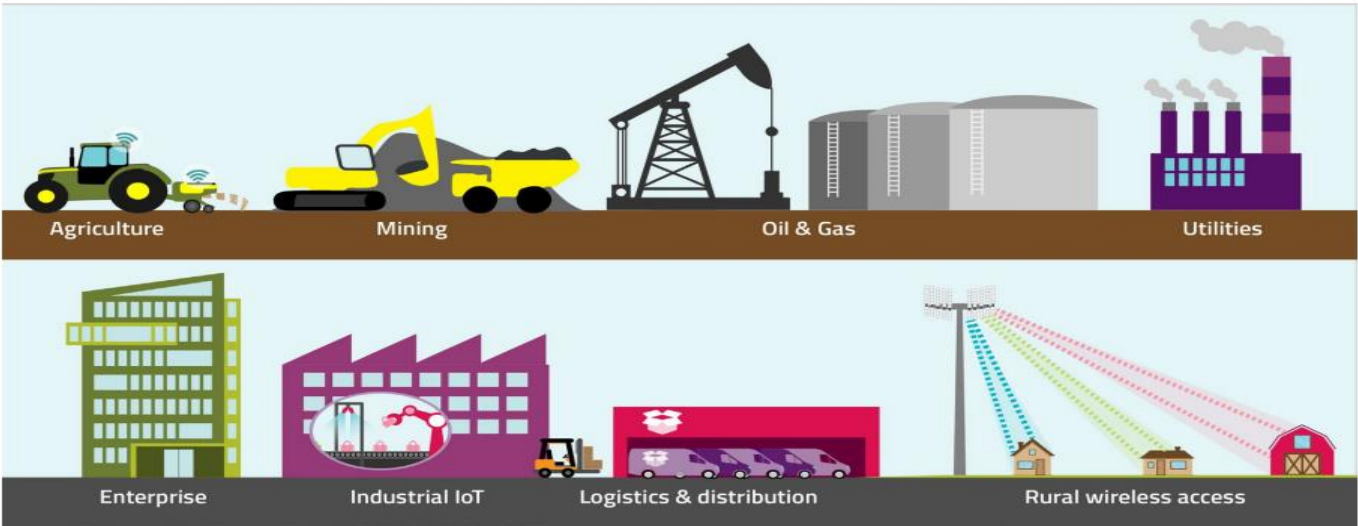 Agriculture
Mining
Oil & Gas
Utilities
Enterprise
Industrial IoT
Logistics & distribution
Rural wireless access